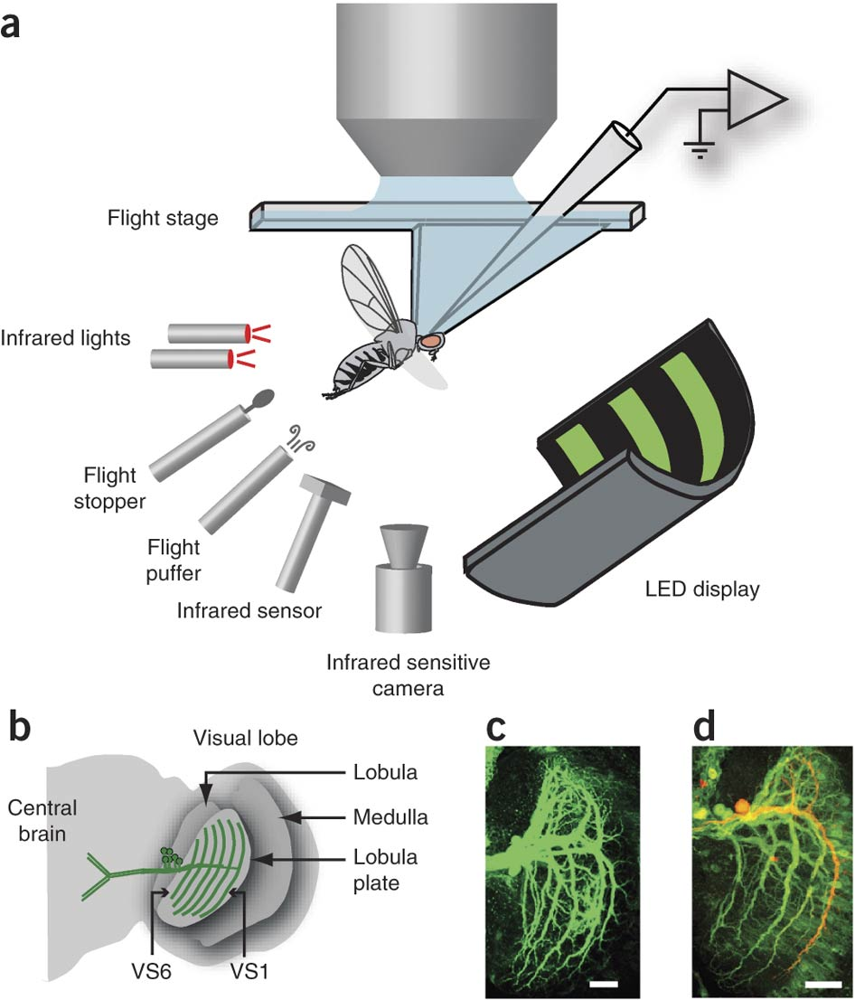 a
Flight stage
Infrared lights
Flight
stopper
Flight
puffer
Infrared sensor
Infrared sensitive
camera
LED display
b
Visual lobe
Central
brain
Lobula
Medulla
Lobula
plate
VS6
VS1
c
d